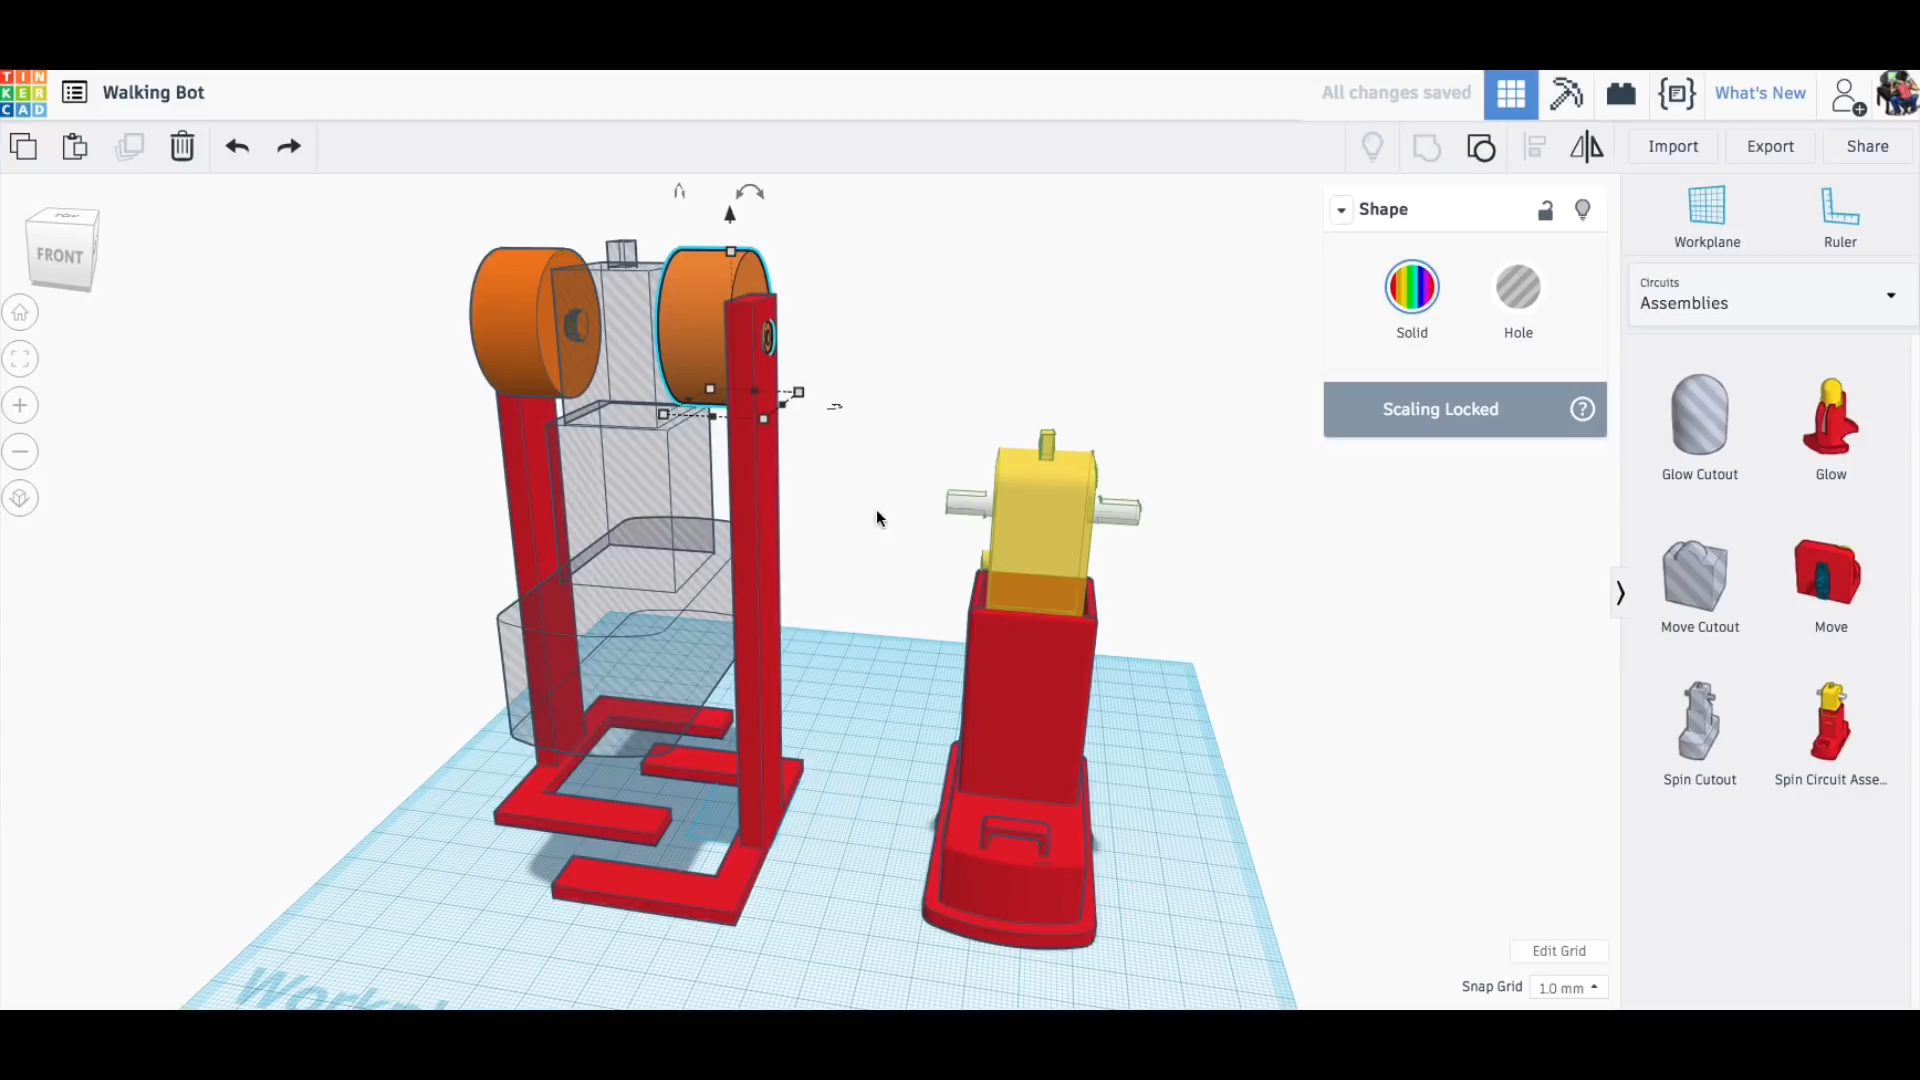 TIN
KER
CAD
Walking Bot
All changes saved
What's New
Import
Export
Share
TOP
FRONT
Shape
Solid
Hole
Scaling Locked
?
Workplane
Ruler
Circuits
Assemblies
Glow Cutout
Glow
Move Cutout
Move
Spin Cutout
Spin Circuit Asse...
Edit Grid
Snap Grid
1.0 mm